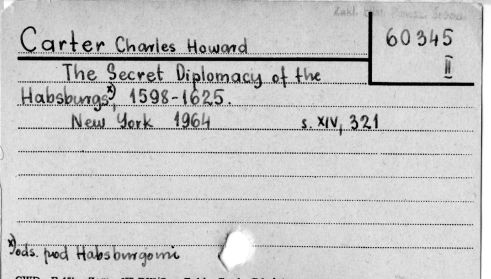 Carter Charles Howard
60345
II
The Secret Diplomacy of the
Habsburgs x), 1598-1625.
New York 1964 s. XIV, 321
x) ods. pod Habsburgomi